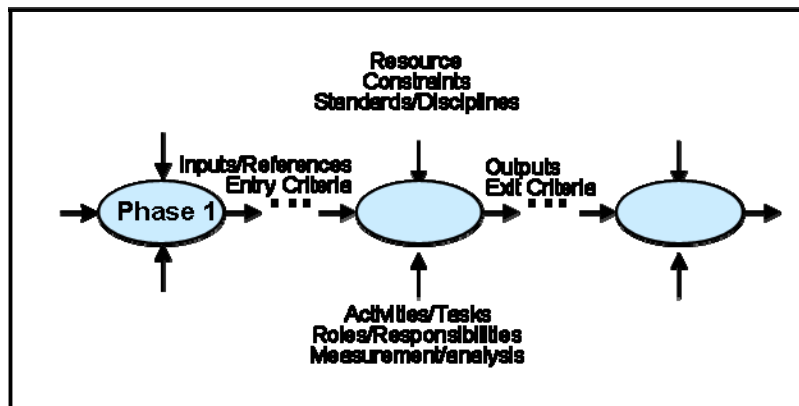 Resource
Constraints
Standards/Disciplines
Inputs/References
Entry Criteria
Outputs
Exit Criteria
Phase 1
Activities/Tasks
Roles/Responsibilities
Measurement/analysis